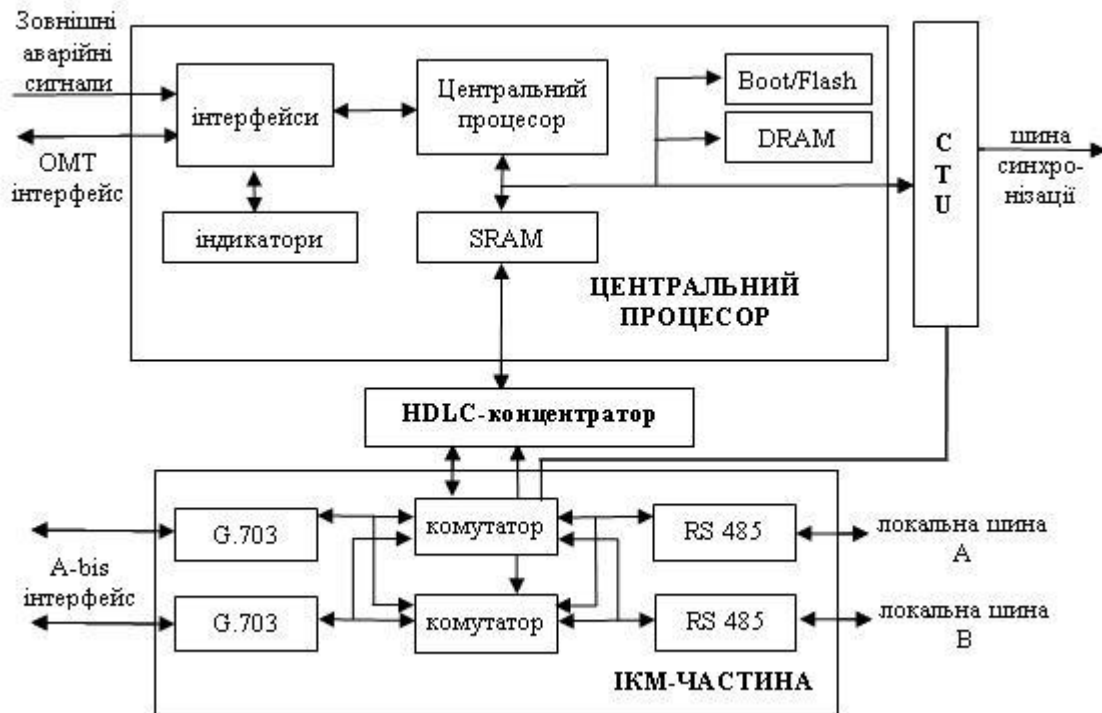 Зовнішні
аварійні
сигнали
ОМТ
інтерфейс
інтерфейси
індикатори
Центральний
процесор
SRAM
Boot/Flash
DRAM
ЦЕНТРАЛЬНИЙ
ПРОЦЕСОР
C
T
U
шина
синхро-
нізації
HDLC-концентратор
A-bis
інтерфейс
G.703
G.703
комутатор
комутатор
RS 485
RS 485
локальна шина
A
локальна шина
B
ІКМ-ЧАСТИНА